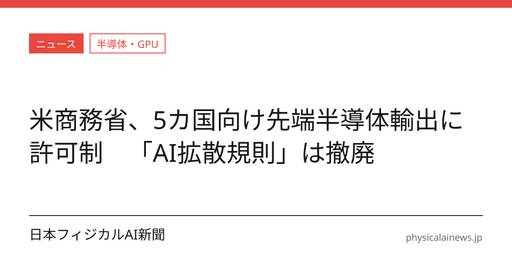 ニュース
半導体・GPU
米商務省、5カ国向け先端半導体輸出に
許可制　「AI拡散規則」は撤廃
日本フィジカルAI新聞
physicalainews.jp